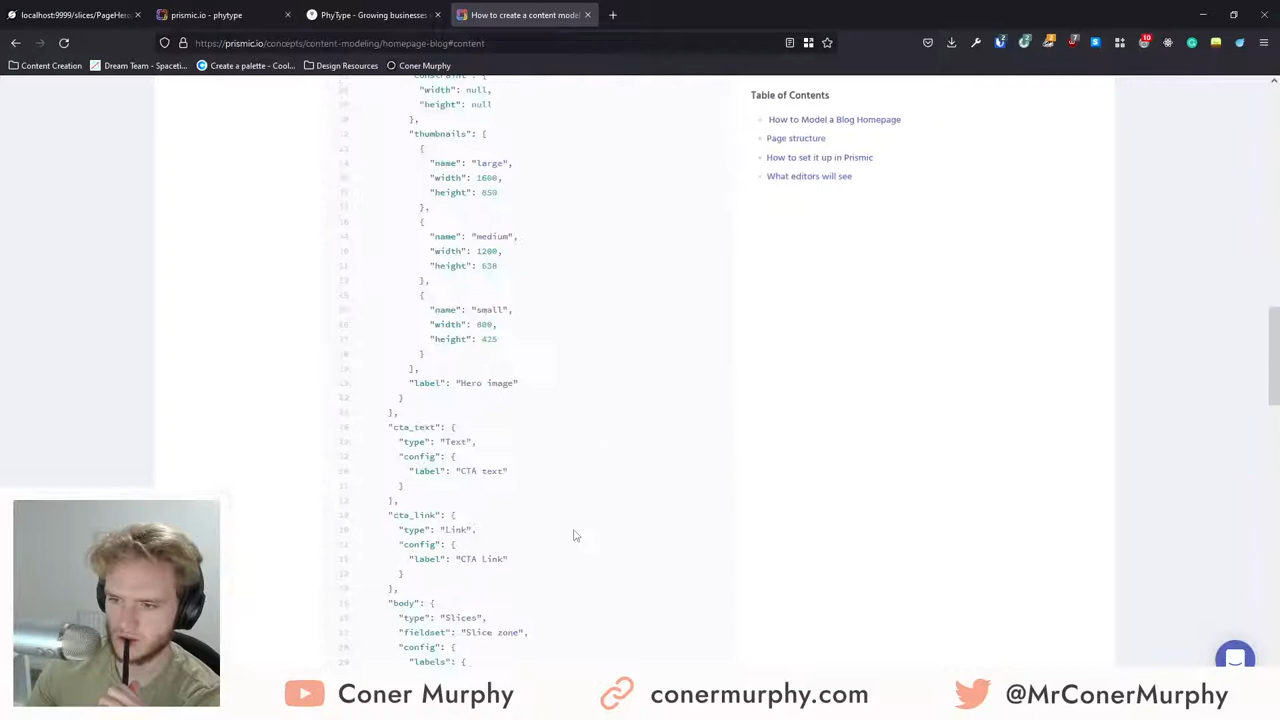 localhost:9999/slices/PageHero
prismic.io - phytype
PhyType - Growing businesses
How to create a content model
https://prismic.io/concepts/content-modeling/homepage-blog#content
Content Creation
Dream Team - Spaceti...
Create a palette - Cool...
Design Resources
Coner Murphy
"constraint": {
"width": null,
"height": null
},
"thumbnails": [
{
"name": "large",
"width": 1600,
"height": 850
},
{
"name": "medium",
"width": 1200,
"height": 630
},
{
"name": "small",
"width": 600,
"height": 425
}
],
"label": "Hero image"
}
},
"cta_text": {
"type": "Text",
"config": {
"label": "CTA text"
}
},
"cta_link": {
"type": "Link",
"config": {
"label": "CTA Link"
}
},
"body": {
"type": "Slices",
"fieldset": "Slice zone",
"config": {
"labels": {
Table of Contents
How to Model a Blog Homepage
Page structure
How to set it up in Prismic
What editors will see
Coner Murphy
conermurphy.com
@MrConerMurphy